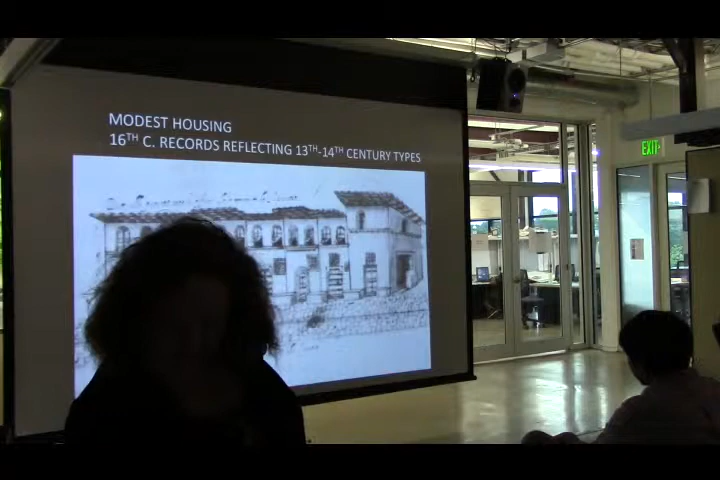 MODEST HOUSING
16TH C. RECORDS REFLECTING 13TH-14TH CENTURY TYPES
EXIT